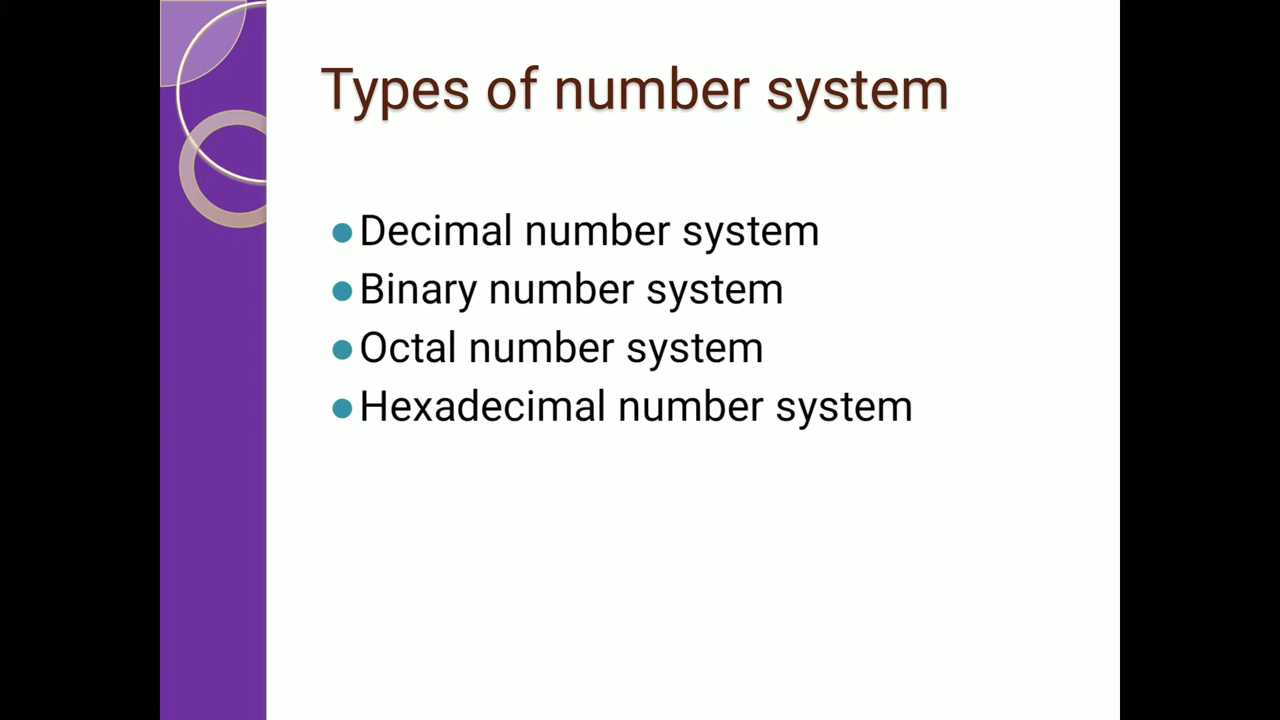 Types of number system
Decimal number system
Binary number system
Octal number system
Hexadecimal number system